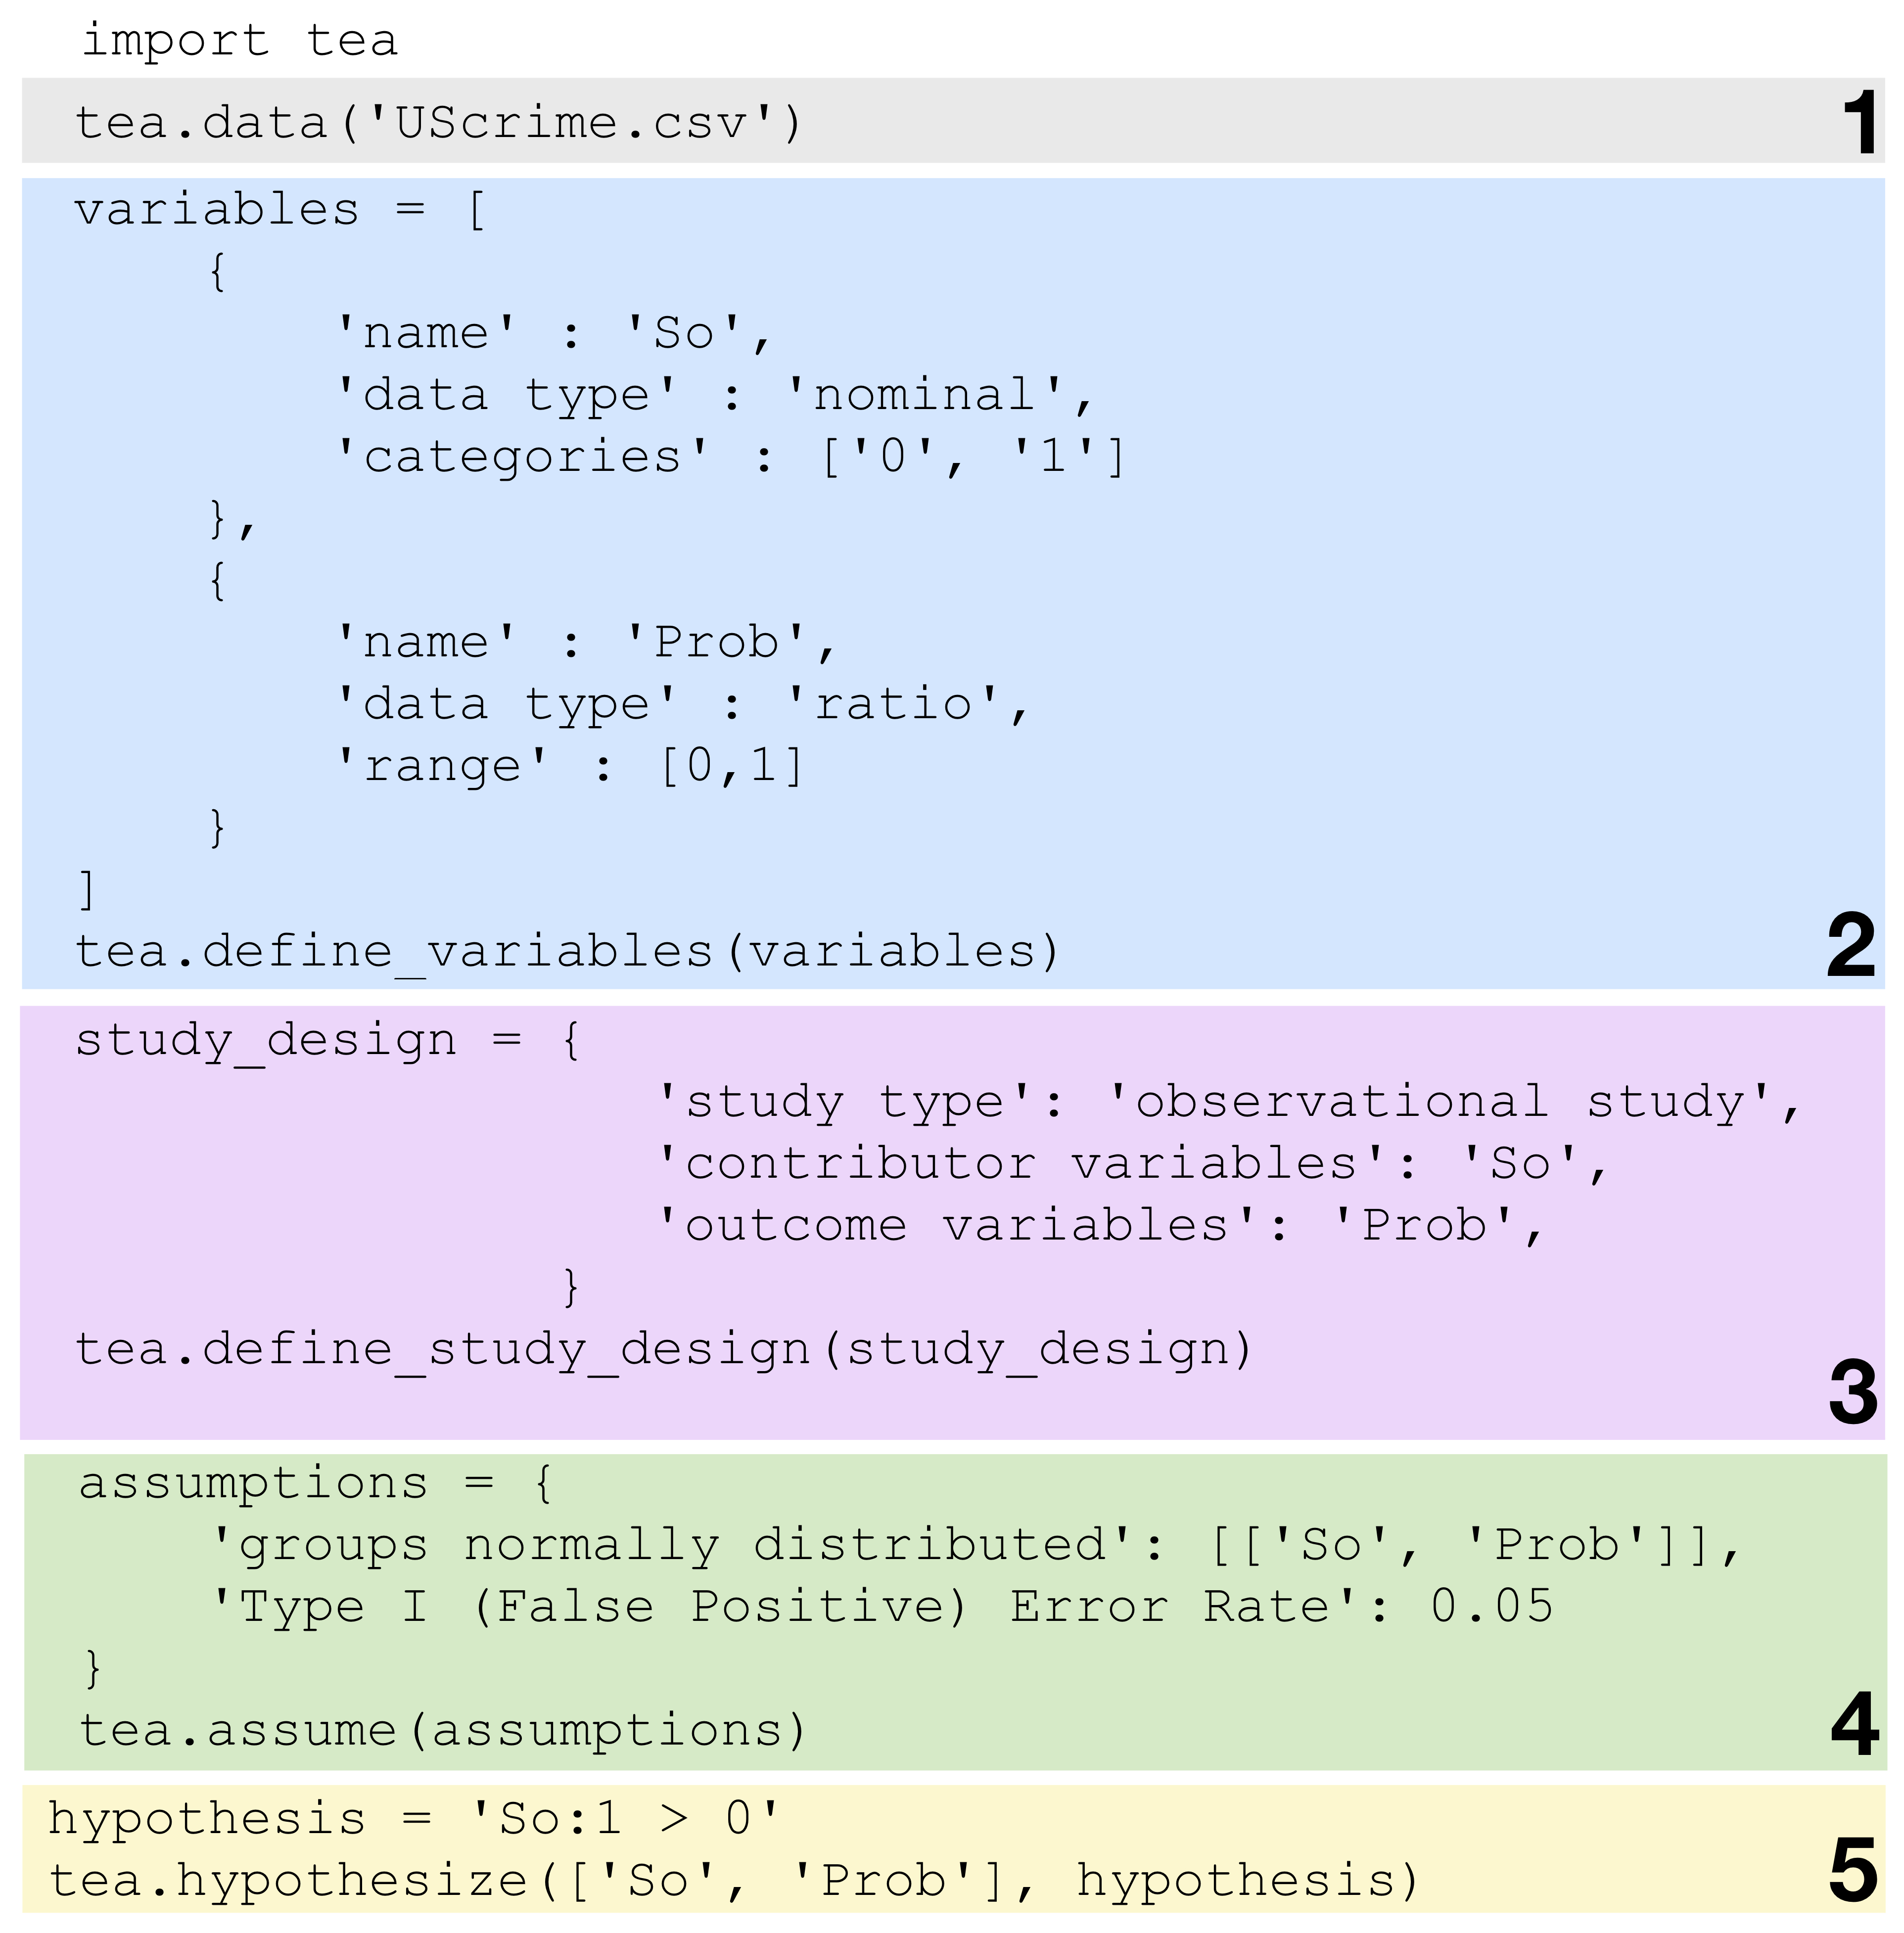 import tea
tea.data('UScrime.csv')
1
variables = [
{
'name' : 'So',
'data type' : 'nominal',
'categories' : ['0', '1']
},
{
'name' : 'Prob',
'data type' : 'ratio',
'range' : [0,1]
}
]
tea.define_variables(variables)
2
study_design = {
'study type': 'observational study',
'contributor variables': 'So',
'outcome variables': 'Prob',
}
tea.define_study_design(study_design)
3
assumptions = {
'groups normally distributed': [['So', 'Prob']],
'Type I (False Positive) Error Rate': 0.05
}
tea.assume(assumptions)
4
hypothesis = 'So:1 > 0'
tea.hypothesize(['So', 'Prob'], hypothesis)
5